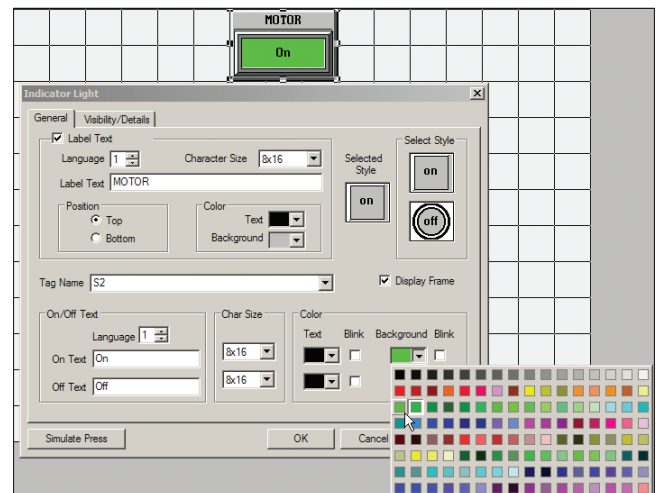 MOTOR
On
Indicator Light
General Visibility/Details
Label Text
Language 1 Character Size 8x16
Label Text MOTOR
Position
Top
Bottom
Color
Text
Background
Selected
Style
on
Select Style
on
off
Tag Name S2
Display Frame
On/Off Text
Language 1
On Text On
Off Text Off
Char Size
8x16
8x16
Color
Text Blink Background Blink
Simulate Press OK Cancel